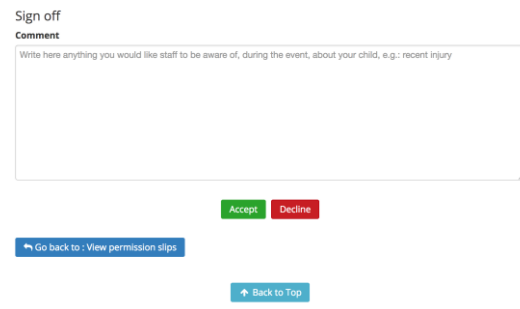 Sign off
Comment
Write here anything you would like staff to be aware of, during the event, about your child, e.g.: recent injury
Accept Decline
Go back to : View permission slips
Back to Top